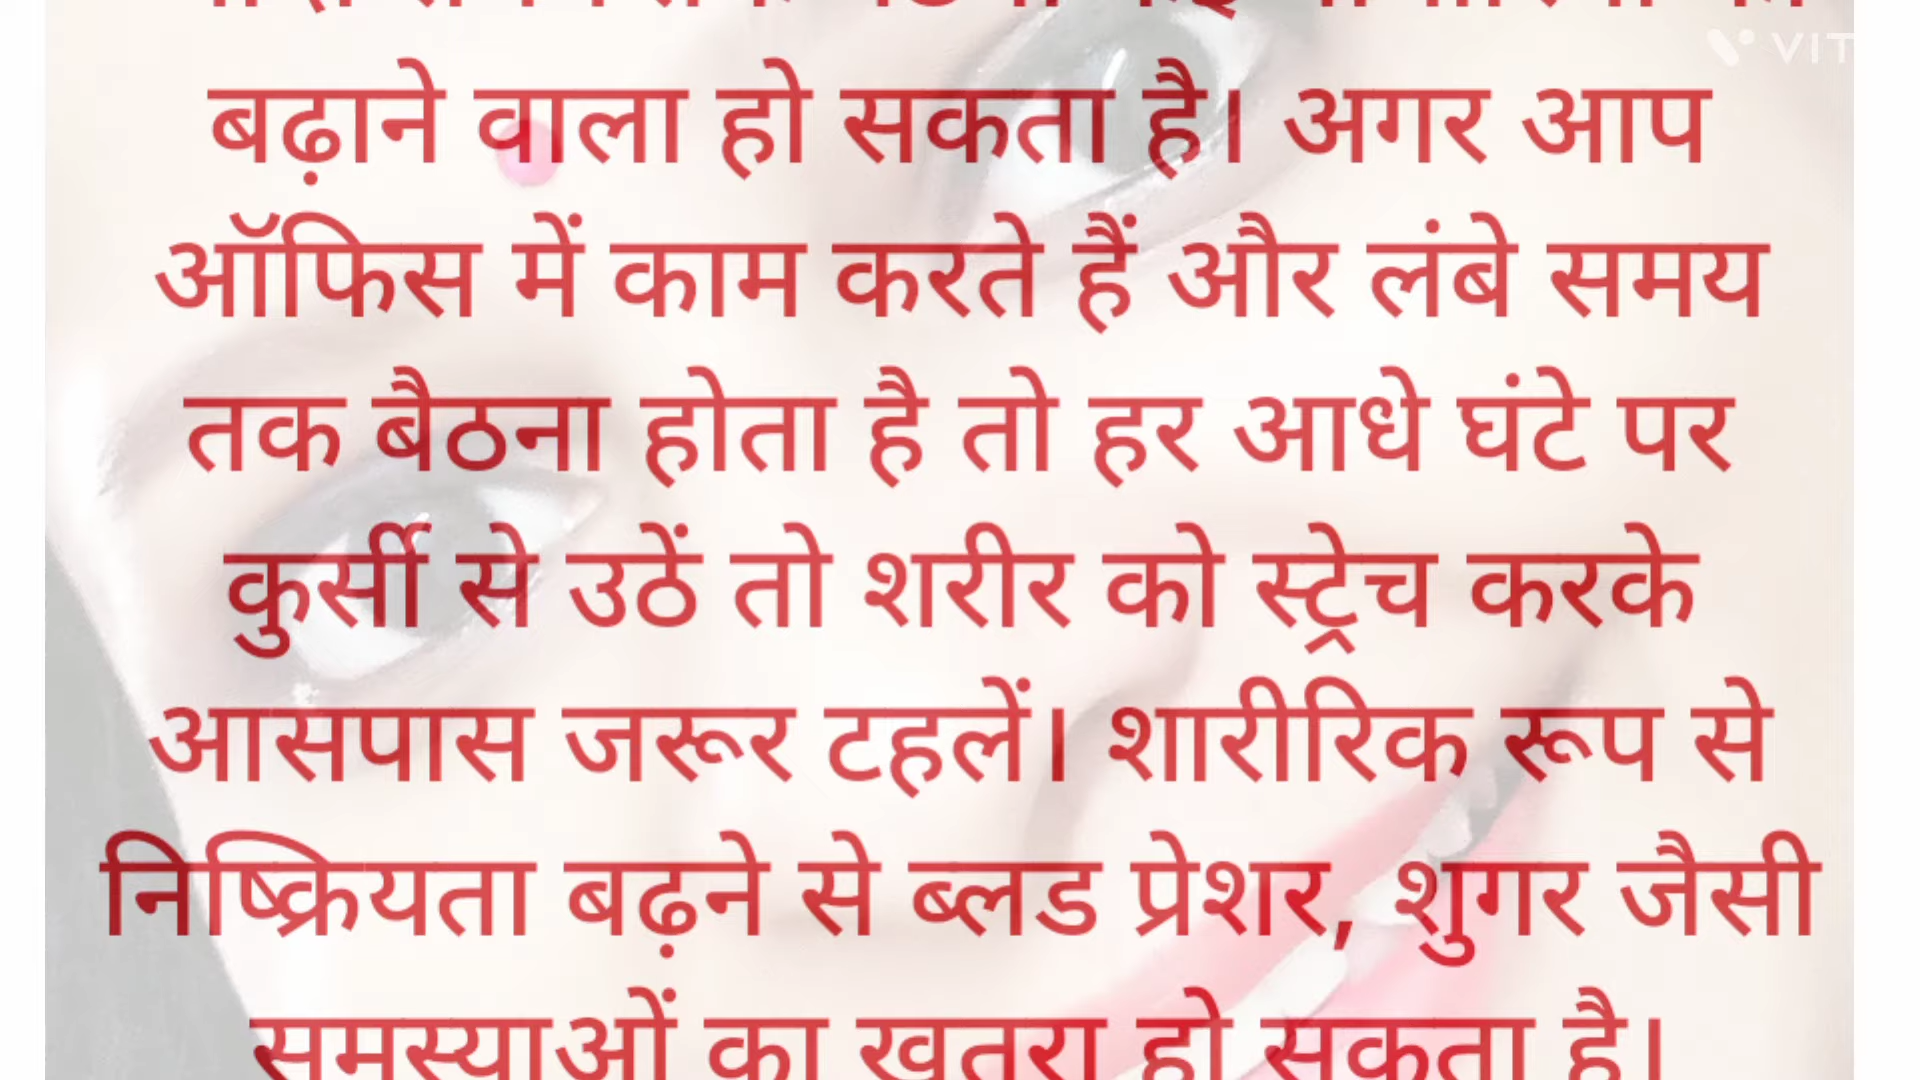 VIT
बढ़ाने वाला हो सकता है। अगर आप
ऑफिस में काम करते हैं और लंबे समय
तक बैठना होता है तो हर आधे घंटे पर
कुर्सी से उठें तो शरीर को स्ट्रेच करके
आसपास जरूर टहलें। शारीरिक रूप से
निष्क्रियता बढ़ने से ब्लड प्रेशर, शुगर जैसी
समस्याओं का खतरा हो सकता है।